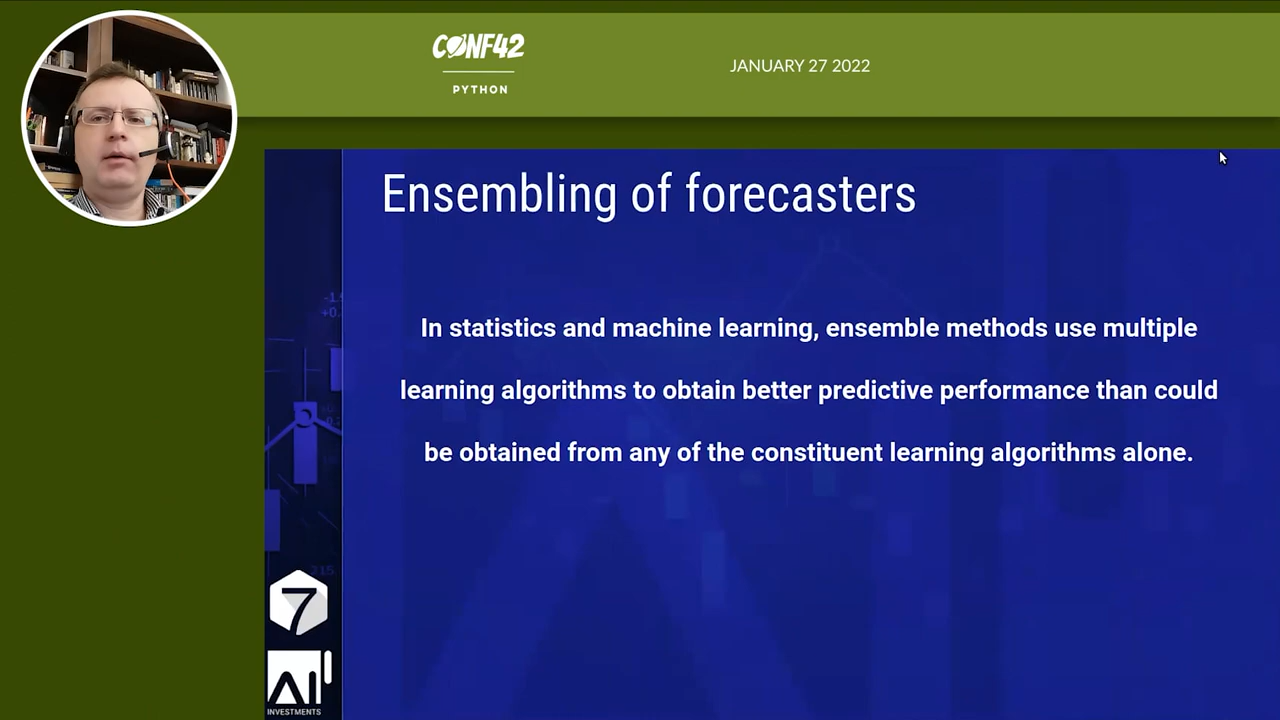 CONF42
PYTHON
JANUARY 27 2022
Ensembling of forecasters
In statistics and machine learning, ensemble methods use multiple
learning algorithms to obtain better predictive performance than could
be obtained from any of the constituent learning algorithms alone.
215
7
AI
INVESTMENTS